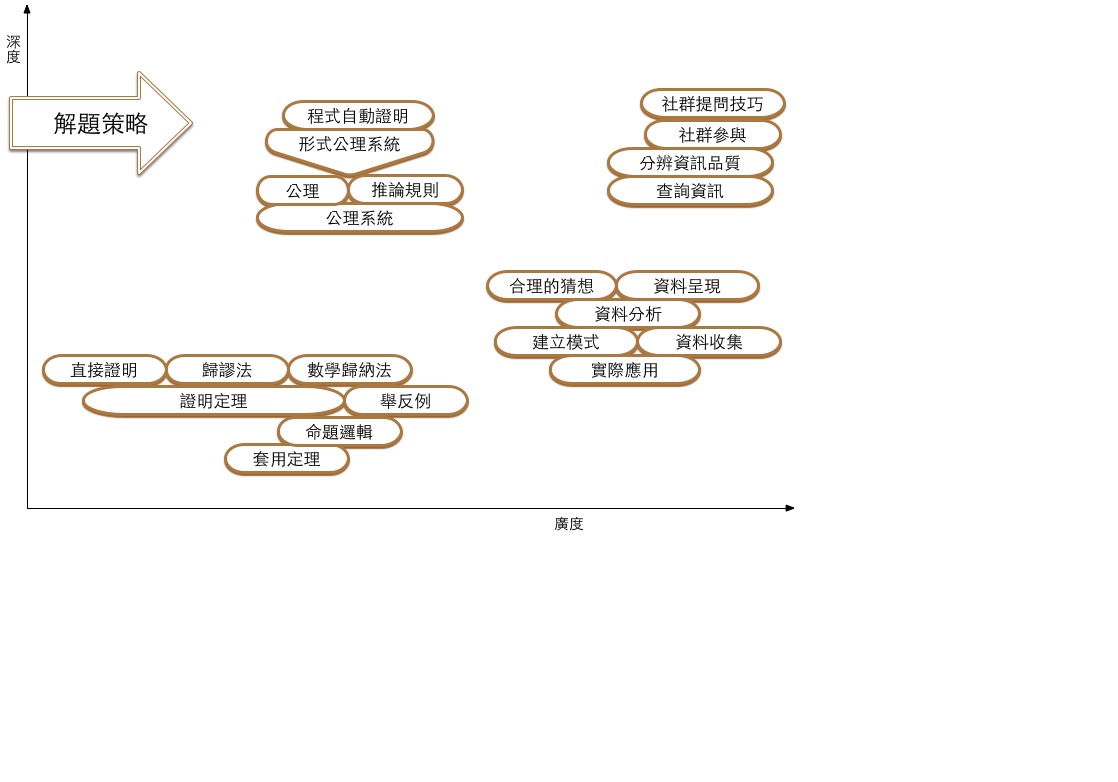 深度
解題策略
程式自動證明
形式公理系統
公理
推論規則
公理系統
社群提問技巧
社群參與
分辨資訊品質
查詢資訊
合理的猜想
資料呈現
資料分析
建立模式
資料收集
實際應用
直接證明
歸謬法
數學歸納法
證明定理
舉反例
命題邏輯
套用定理
廣度